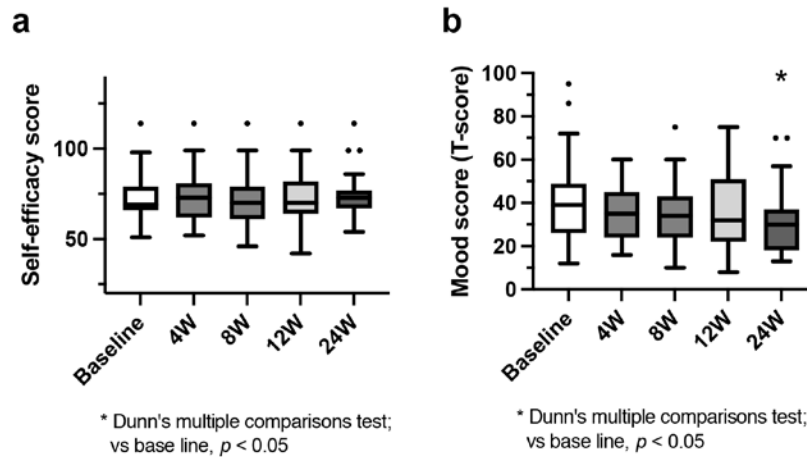 a
Self-efficacy score
100
50
Baseline
4W
8W
12W
24W
* Dunn's multiple comparisons test;
vs base line, p < 0.05
b
Mood score (T-score)
100
80
60
40
20
0
*
Baseline
4W
8W
12W
24W
* Dunn's multiple comparisons test;
vs base line, p < 0.05